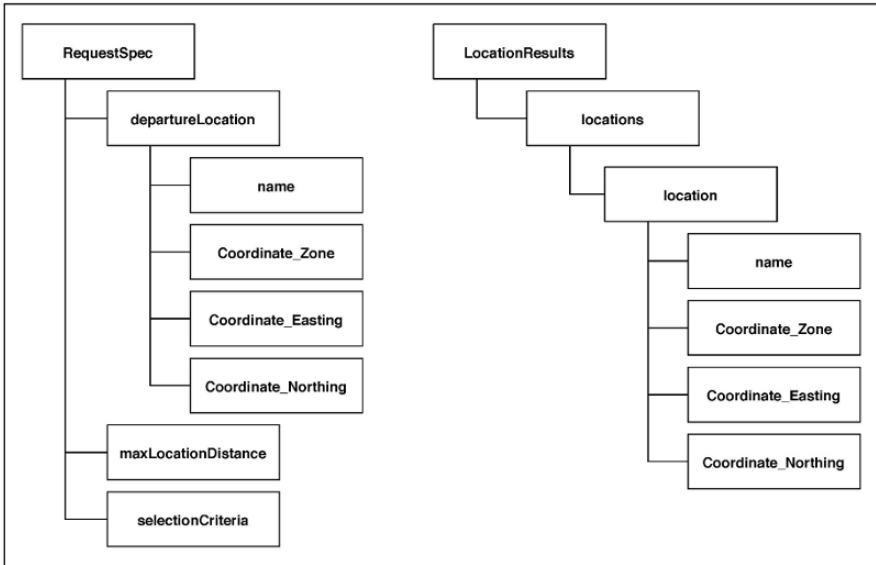 RequestSpec
departureLocation
name
Coordinate_Zone
Coordinate_Easting
Coordinate_Northing
maxLocationDistance
selectionCriteria
LocationResults
locations
location
name
Coordinate_Zone
Coordinate_Easting
Coordinate_Northing